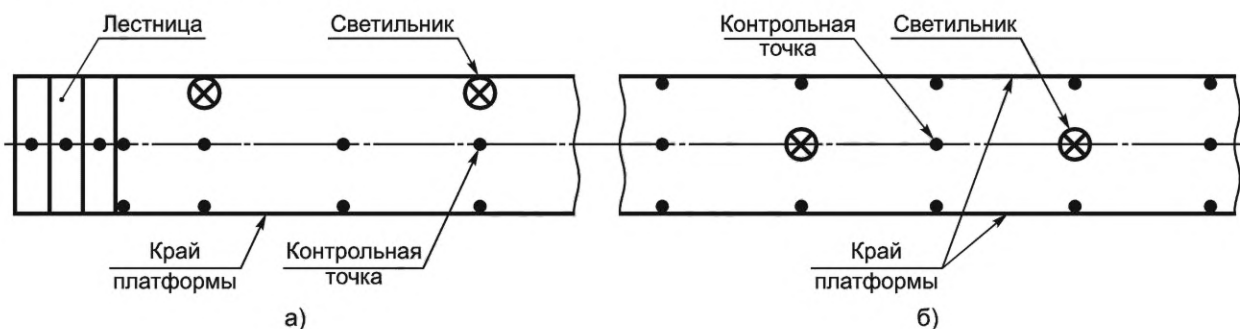 Лестница
Светильник
Край
платформы
Контрольная
точка
а)
Контрольная
точка
Светильник
Край
платформы
б)